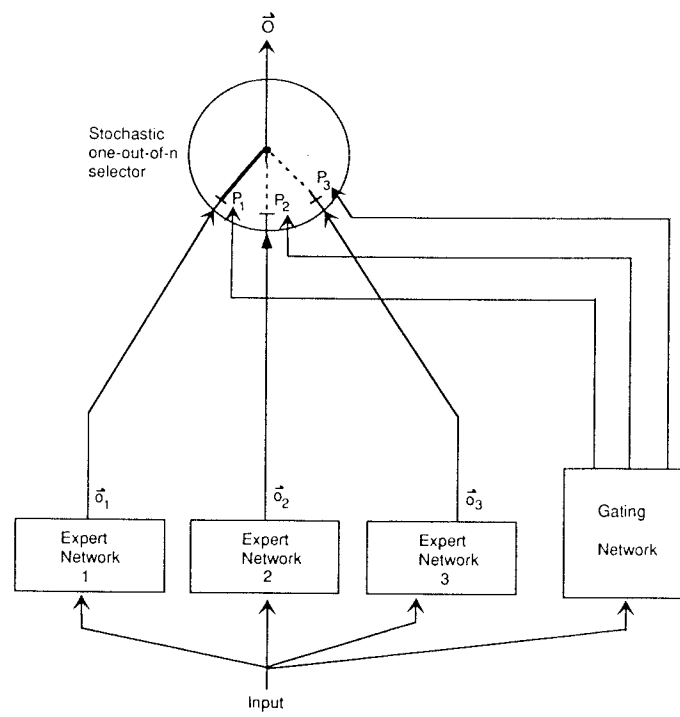 O
Stochastic
one-out-of-n
selector
P1
P2
P3
o1
o2
o3
Expert
Network
1
Expert
Network
2
Expert
Network
3
Gating
Network
Input